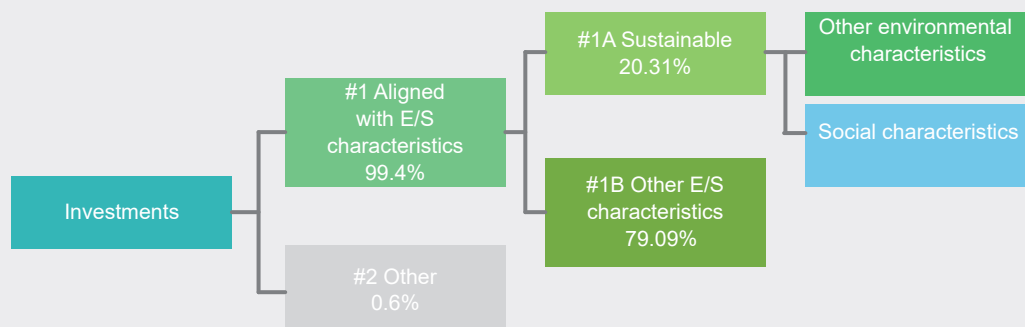 Investments
#1 Aligned
with E/S
characteristics
99.4%
#2 Other
0.6%
#1A Sustainable
20.31%
#1B Other E/S
characteristics
79.09%
Other environmental
characteristics
Social characteristics